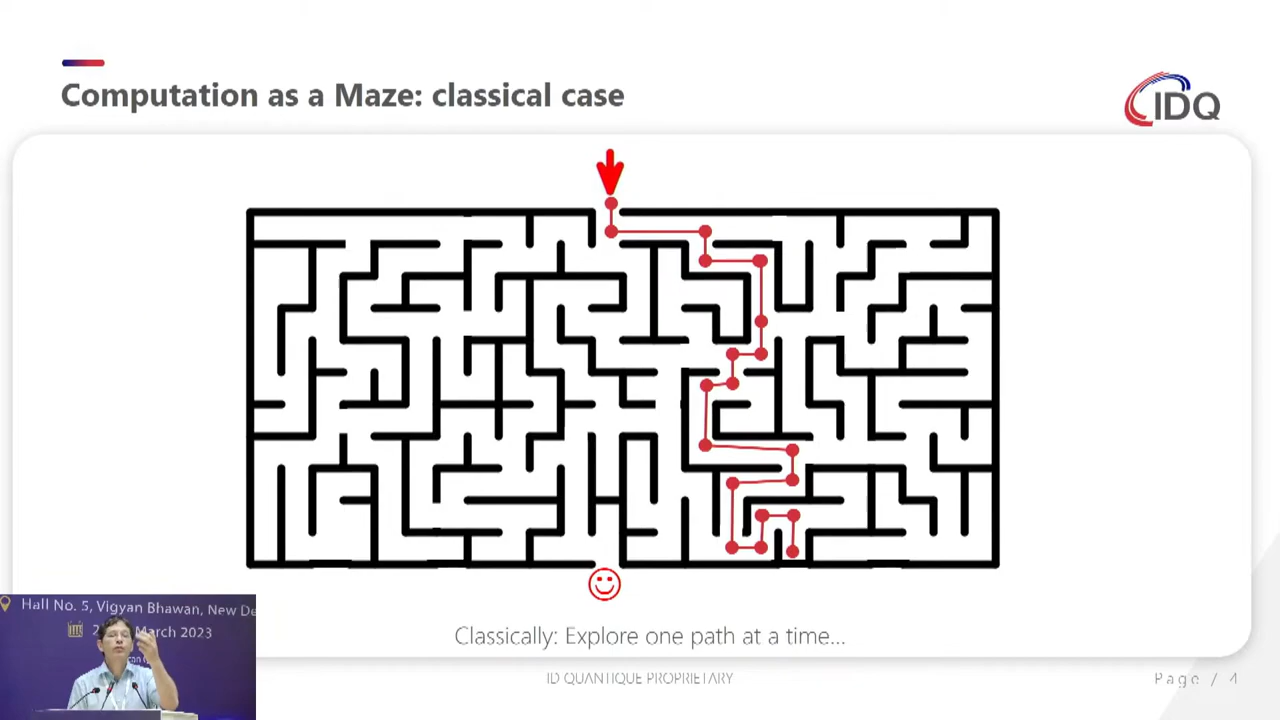 Computation as a Maze: classical case
IDQ
Classically: Explore one path at a time...
Hall No. 5, Vigyan Bhawan, New
March 2023
ID QUANTIQUE PROPRIETARY
Page / 4